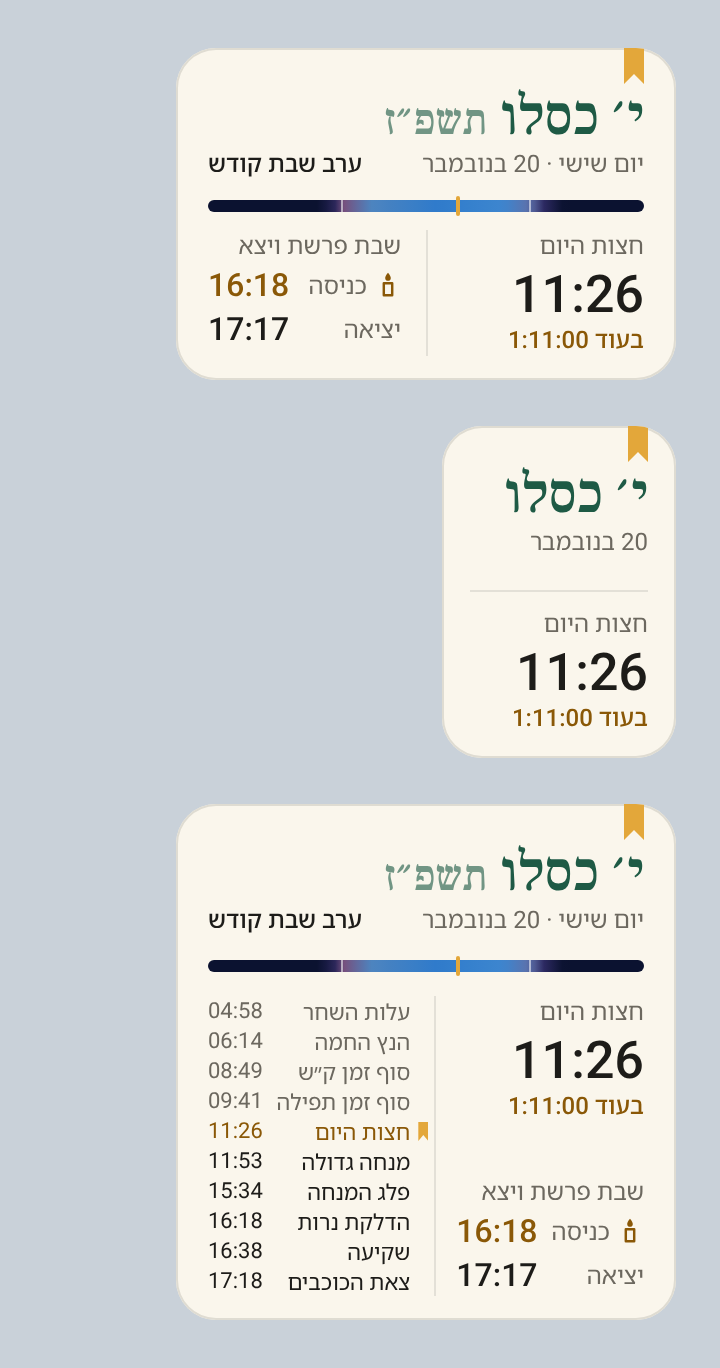 י׳ כסלו תשפ״ז
יום שישי · 20 בנובמבר
ערב שבת קודש
חצות היום
11:26
בעוד 1:11:00
שבת פרשת ויצא
כניסה 16:18
יציאה 17:17
י׳ כסלו
20 בנובמבר
חצות היום
11:26
בעוד 1:11:00
י׳ כסלו תשפ״ז
יום שישי · 20 בנובמבר
ערב שבת קודש
חצות היום
11:26
בעוד 1:11:00
שבת פרשת ויצא
כניסה 16:18
יציאה 17:17
עלות השחר 04:58
הנץ החמה 06:14
סוף זמן ק״ש 08:49
סוף זמן תפילה 09:41
חצות היום 11:26
מנחה גדולה 11:53
פלג המנחה 15:34
הדלקת נרות 16:18
שקיעה 16:38
צאת הכוכבים 17:18